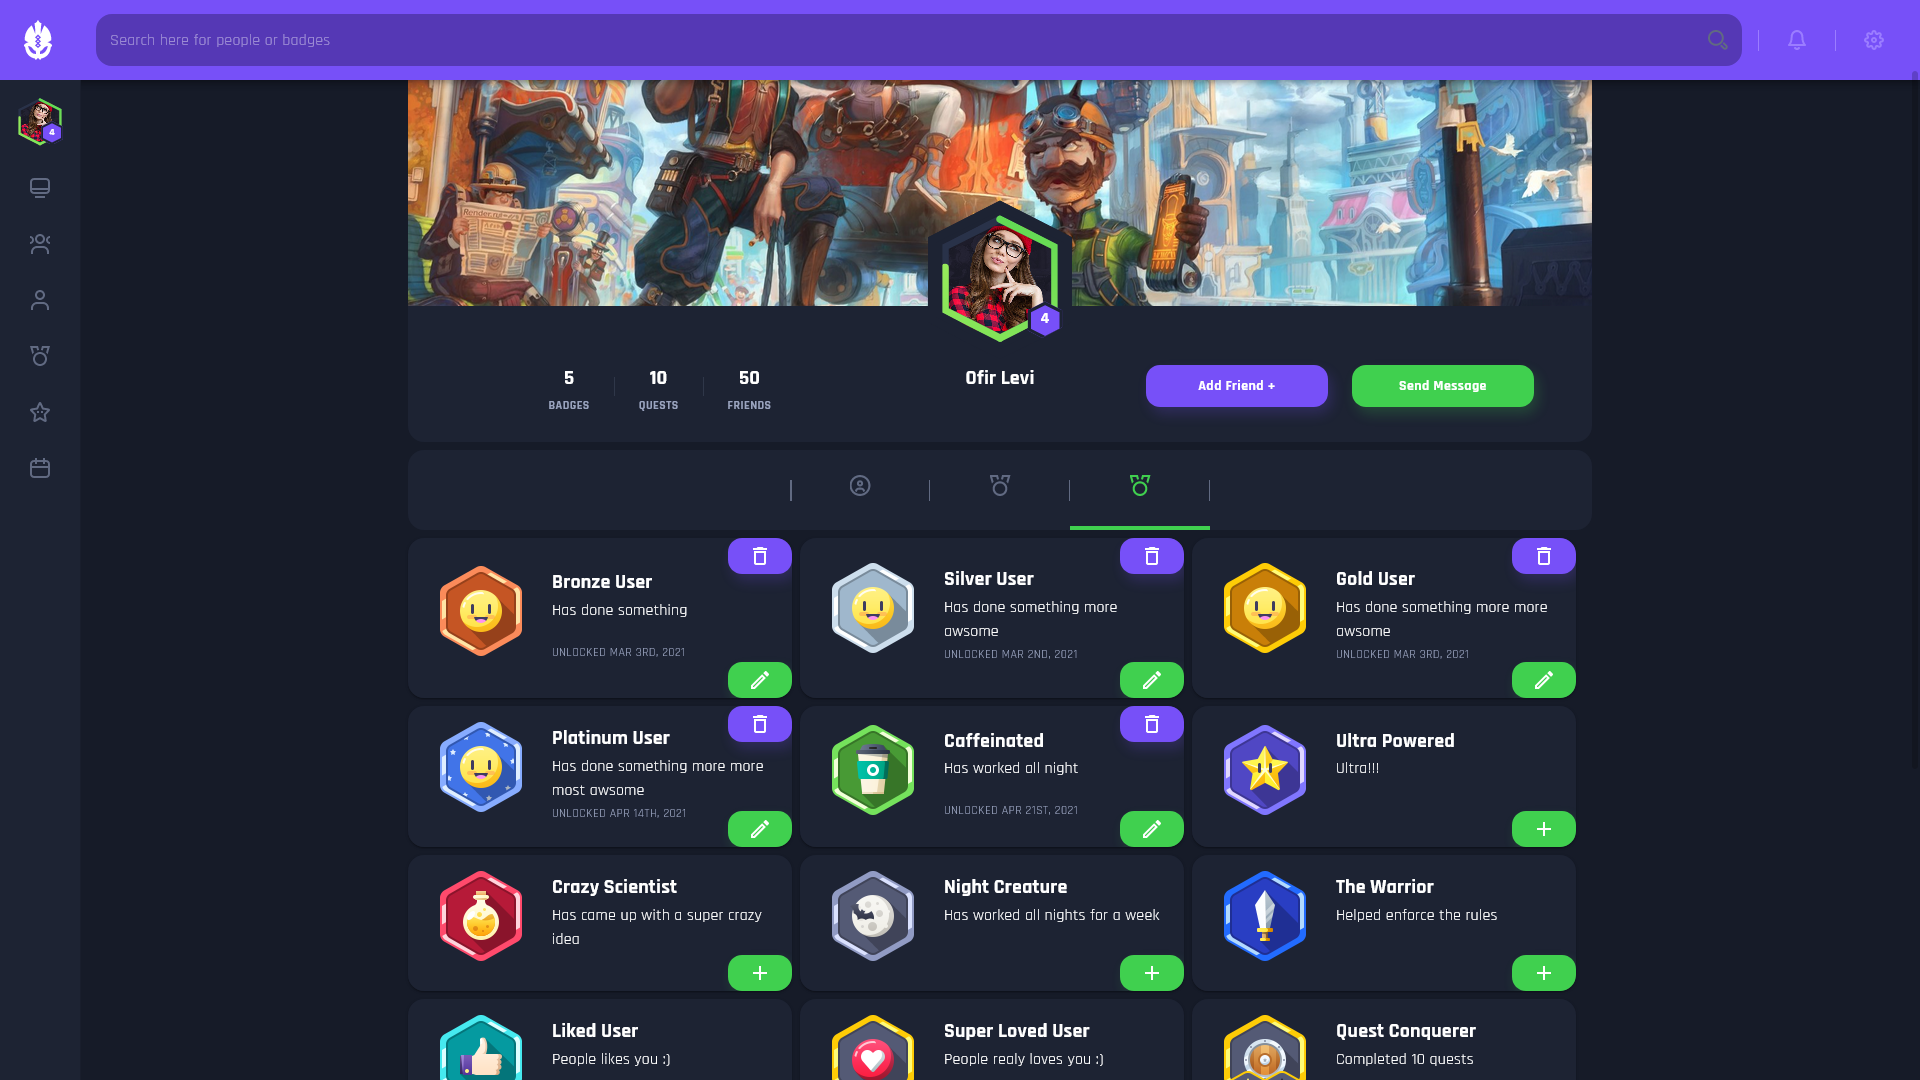 Search here for people or badges
4
Render.ru
4
5
10
50
Ofir Levi
Add Friend +
Send Message
BADGES
QUESTS
FRIENDS
Bronze User
Has done something
UNLOCKED MAR 3RD, 2021
Silver User
Has done something more
awsome
UNLOCKED MAR 2ND, 2021
Gold User
Has done something more more
awsome
UNLOCKED MAR 3RD, 2021
Platinum User
Has done something more more
most awsome
UNLOCKED APR 14TH, 2021
Caffeinated
Has worked all night
UNLOCKED APR 21ST, 2021
Ultra Powered
Ultra!!!
Crazy Scientist
Has came up with a super crazy
idea
Night Creature
Has worked all nights for a week
The Warrior
Helped enforce the rules
Liked User
People likes you :)
Super Loved User
People realy loves you :)
Quest Conquerer
Completed 10 quests